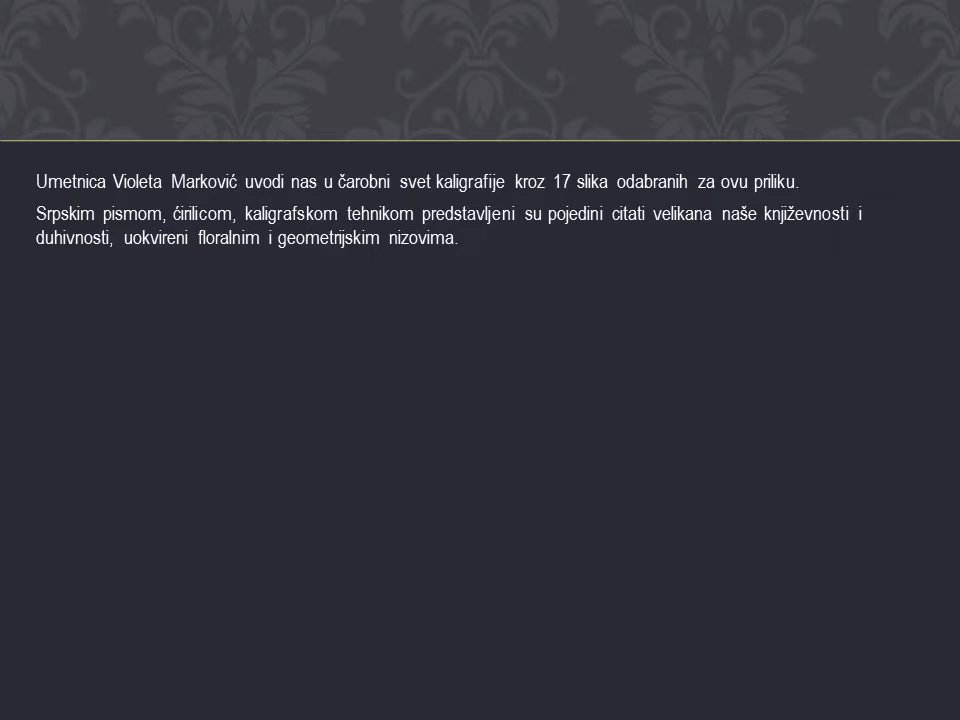 Umetnica Violeta Marković uvodi nas u čarobni svet kaligrafije kroz 17 slika odabranih za ovu priliku.
Srpskim pismom, ćirilicom, kaligrafskom tehnikom predstavljeni su pojedini citati velikana naše književnosti i
duhivnosti, uokvireni floralnim i geometrijskim nizovima.